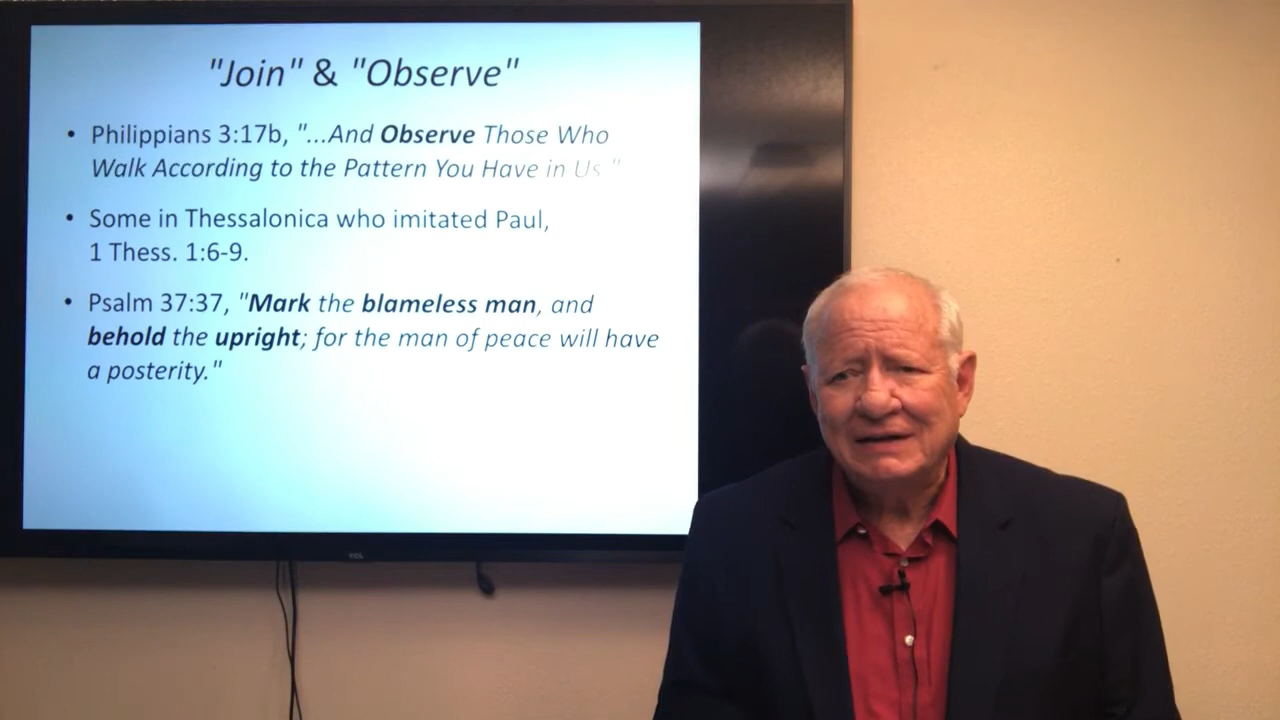 "Join" & "Observe"
• Philippians 3:17b, "...And Observe Those Who
Walk According to the Pattern You Have in Us "
• Some in Thessalonica who imitated Paul,
1 Thess. 1:6-9.
• Psalm 37:37, "Mark the blameless man, and
behold the upright; for the man of peace will have
a posterity."
TCL